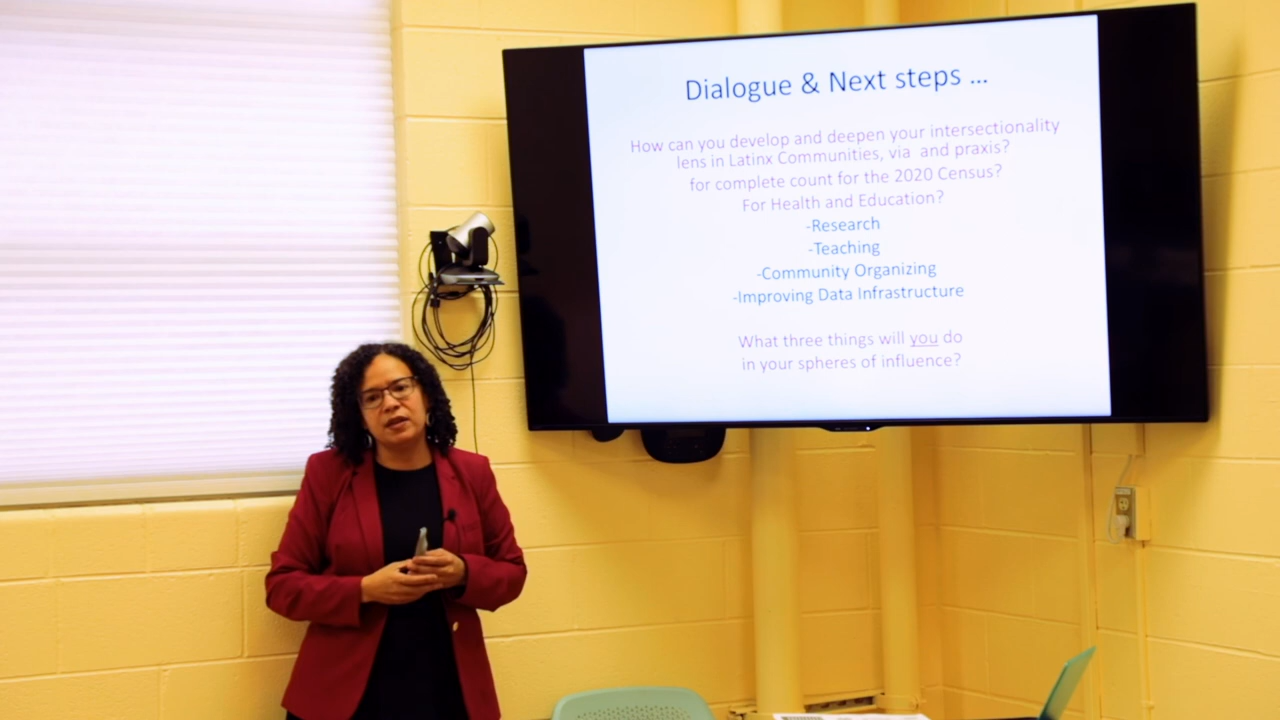 Dialogue & Next steps ...
How can you develop and deepen your intersectionality
lens in Latinx Communities, via and praxis?
for complete count for the 2020 Census?
For Health and Education?
-Research
-Teaching
-Community Organizing
-Improving Data Infrastructure
What three things will you do
in your spheres of influence?